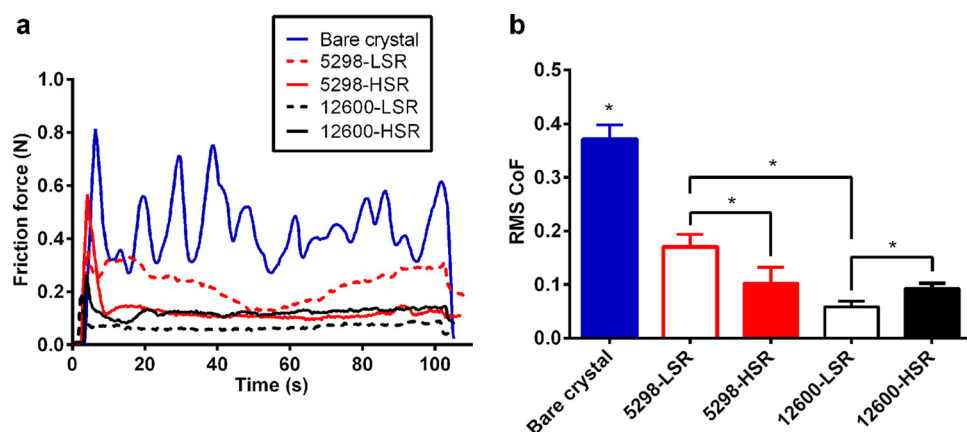 a
Bare crystal
5298-LSR
5298-HSR
12600-LSR
12600-HSR
Friction force (N)
1.0
0.8
0.6
0.4
0.2
0.0
0
20
40
60
80
100
Time (s)
b
RMS CoF
0.5
0.4
0.3
0.2
0.1
0.0
*
*
*
*
Bare crystal
5298-LSR
5298-HSR
12600-LSR
12600-HSR